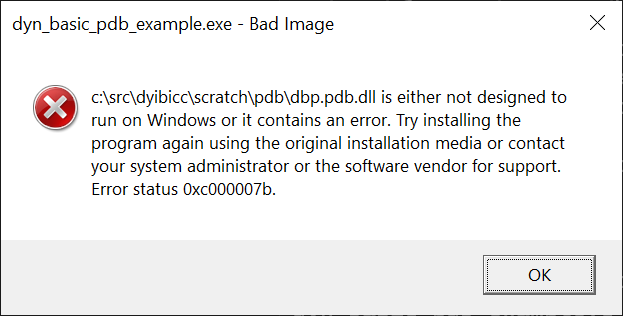 dyn_basic_pdb_example.exe - Bad Image
c:\src\dyibicc\scratch\pdb\dbp.pdb.dll is either not designed to
run on Windows or it contains an error. Try installing the
program again using the original installation media or contact
your system administrator or the software vendor for support.
Error status 0xc000007b.
OK